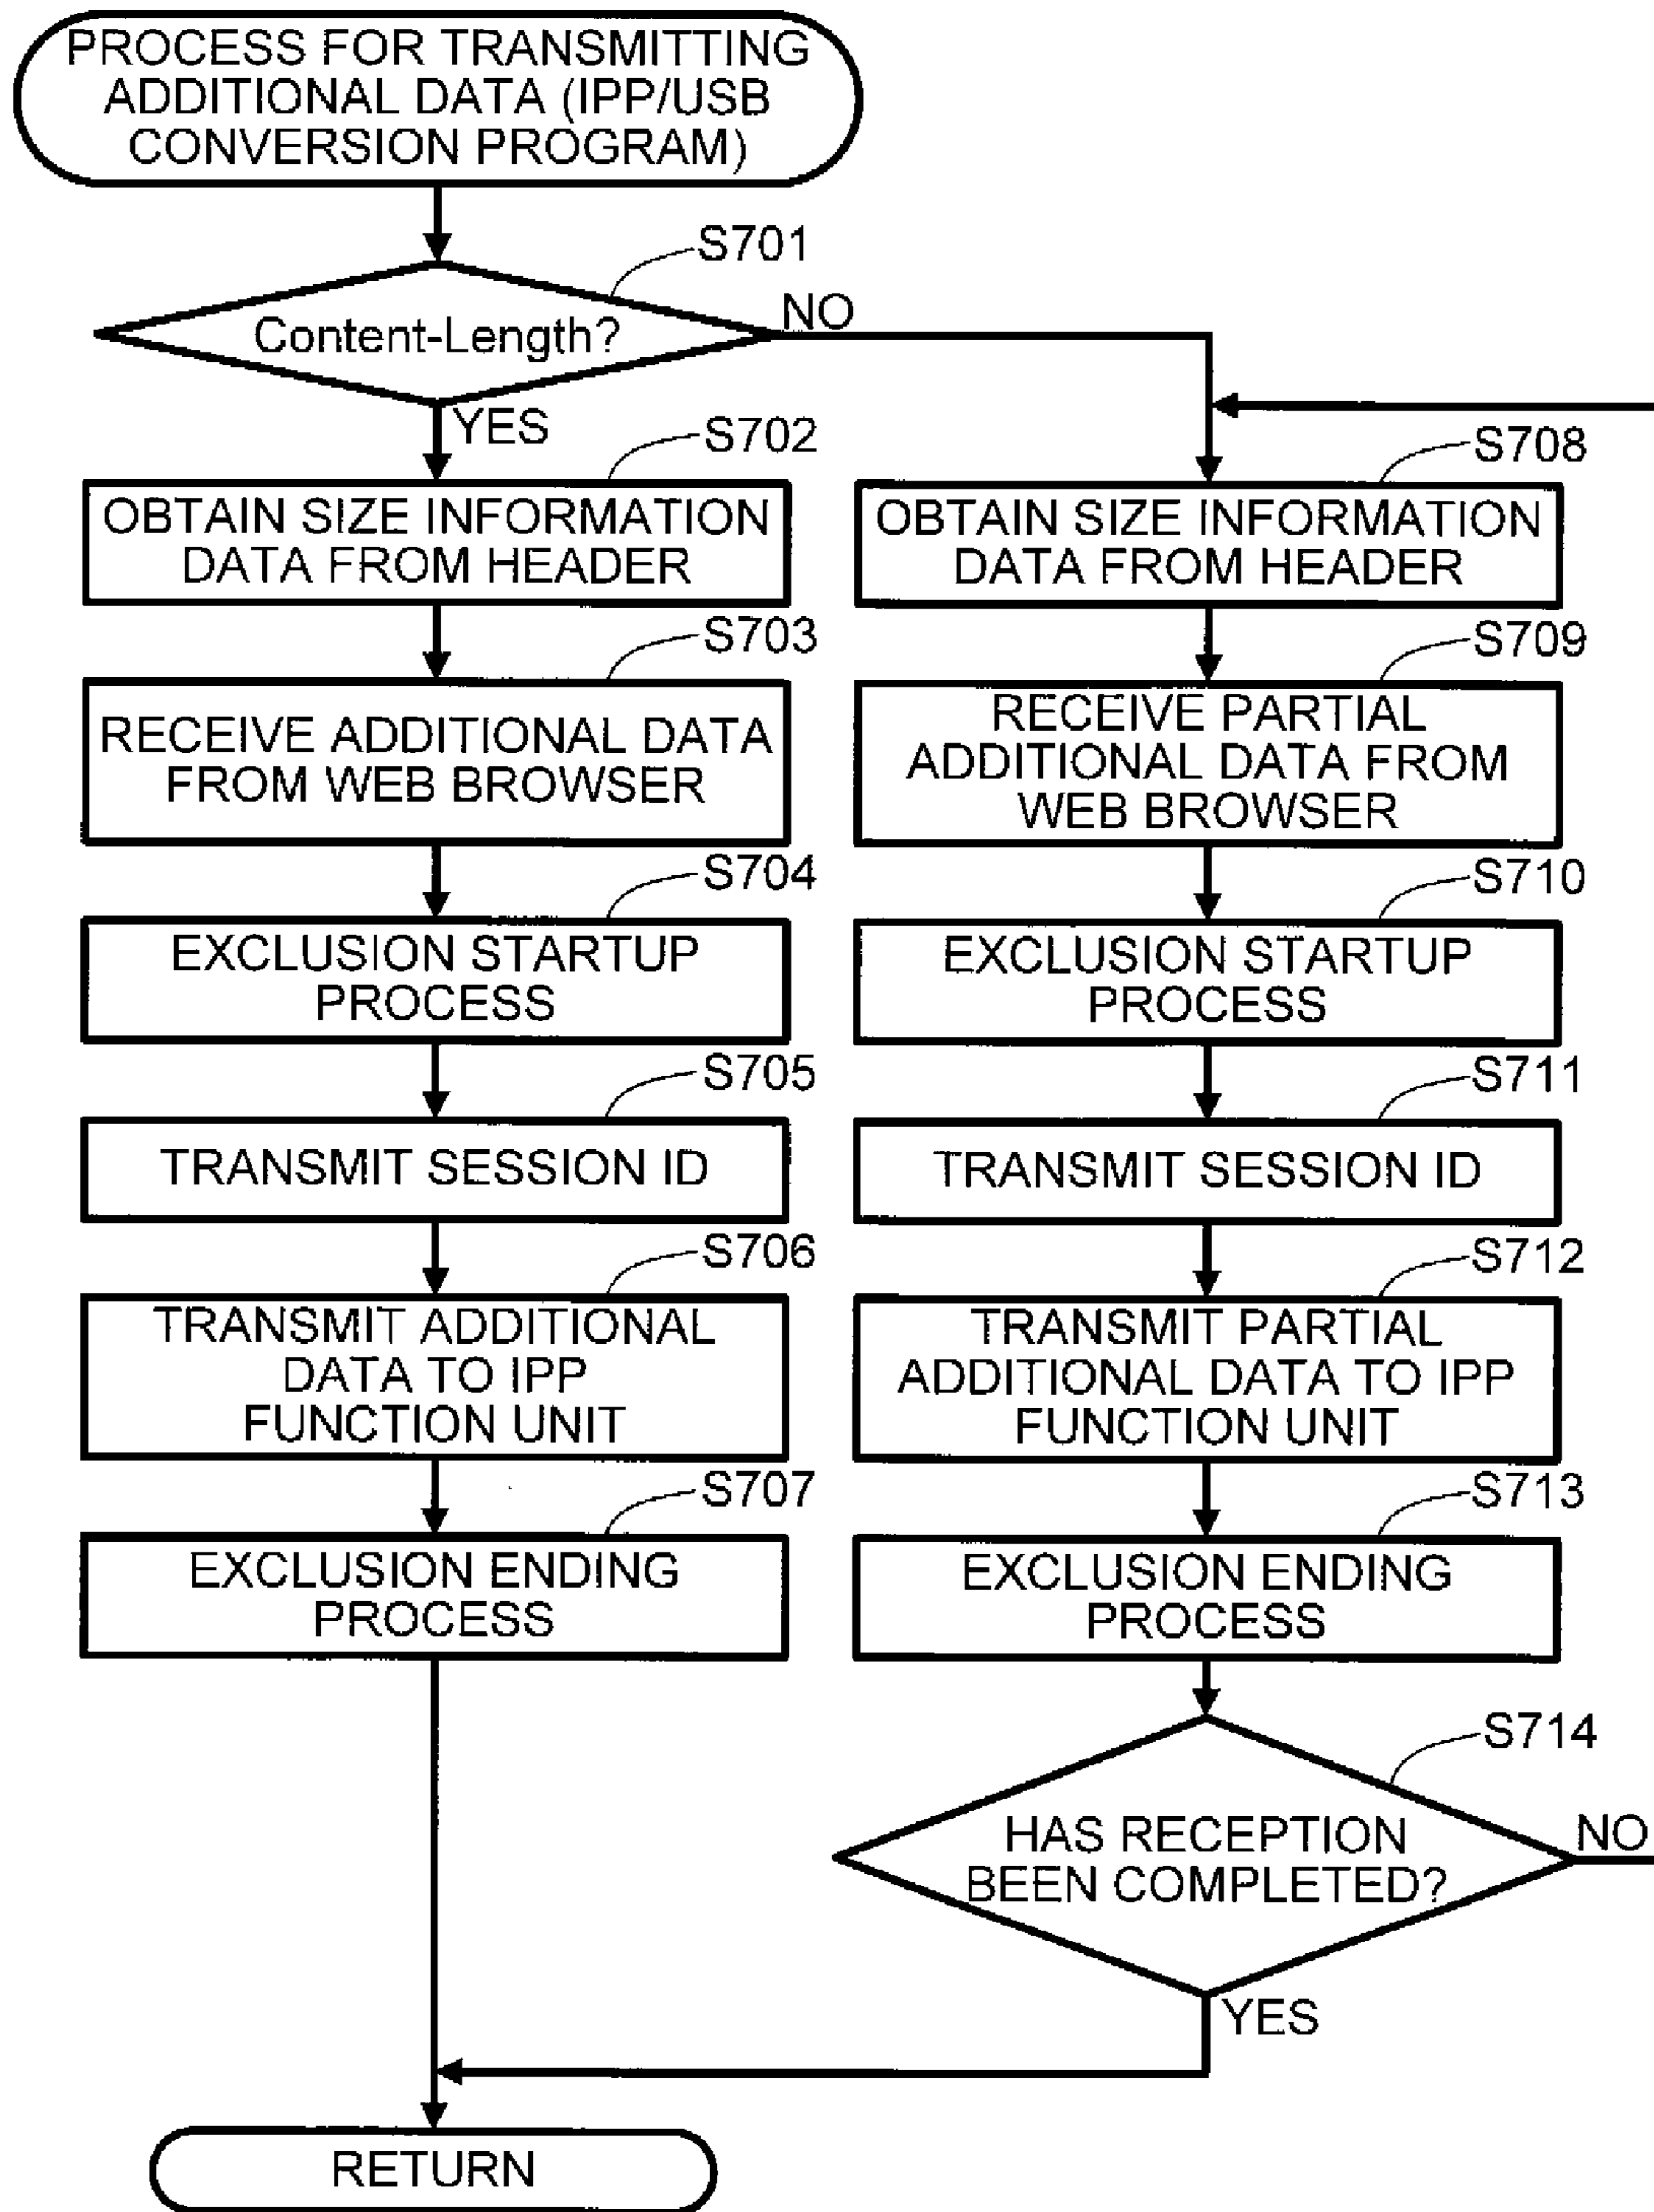 PROCESS FOR TRANSMITTING
ADDITIONAL DATA (IPP/USB
CONVERSION PROGRAM)
S701
Content-Length?
NO
YES
S702
OBTAIN SIZE INFORMATION
DATA FROM HEADER
S703
RECEIVE ADDITIONAL DATA
FROM WEB BROWSER
S704
EXCLUSION STARTUP
PROCESS
S705
TRANSMIT SESSION ID
S706
TRANSMIT ADDITIONAL
DATA TO IPP
FUNCTION UNIT
S707
EXCLUSION ENDING
PROCESS
S708
OBTAIN SIZE INFORMATION
DATA FROM HEADER
S709
RECEIVE PARTIAL
ADDITIONAL DATA FROM
WEB BROWSER
S710
EXCLUSION STARTUP
PROCESS
S711
TRANSMIT SESSION ID
S712
TRANSMIT PARTIAL
ADDITIONAL DATA TO IPP
FUNCTION UNIT
S713
EXCLUSION ENDING
PROCESS
S714
HAS RECEPTION
BEEN COMPLETED?
NO
YES
RETURN